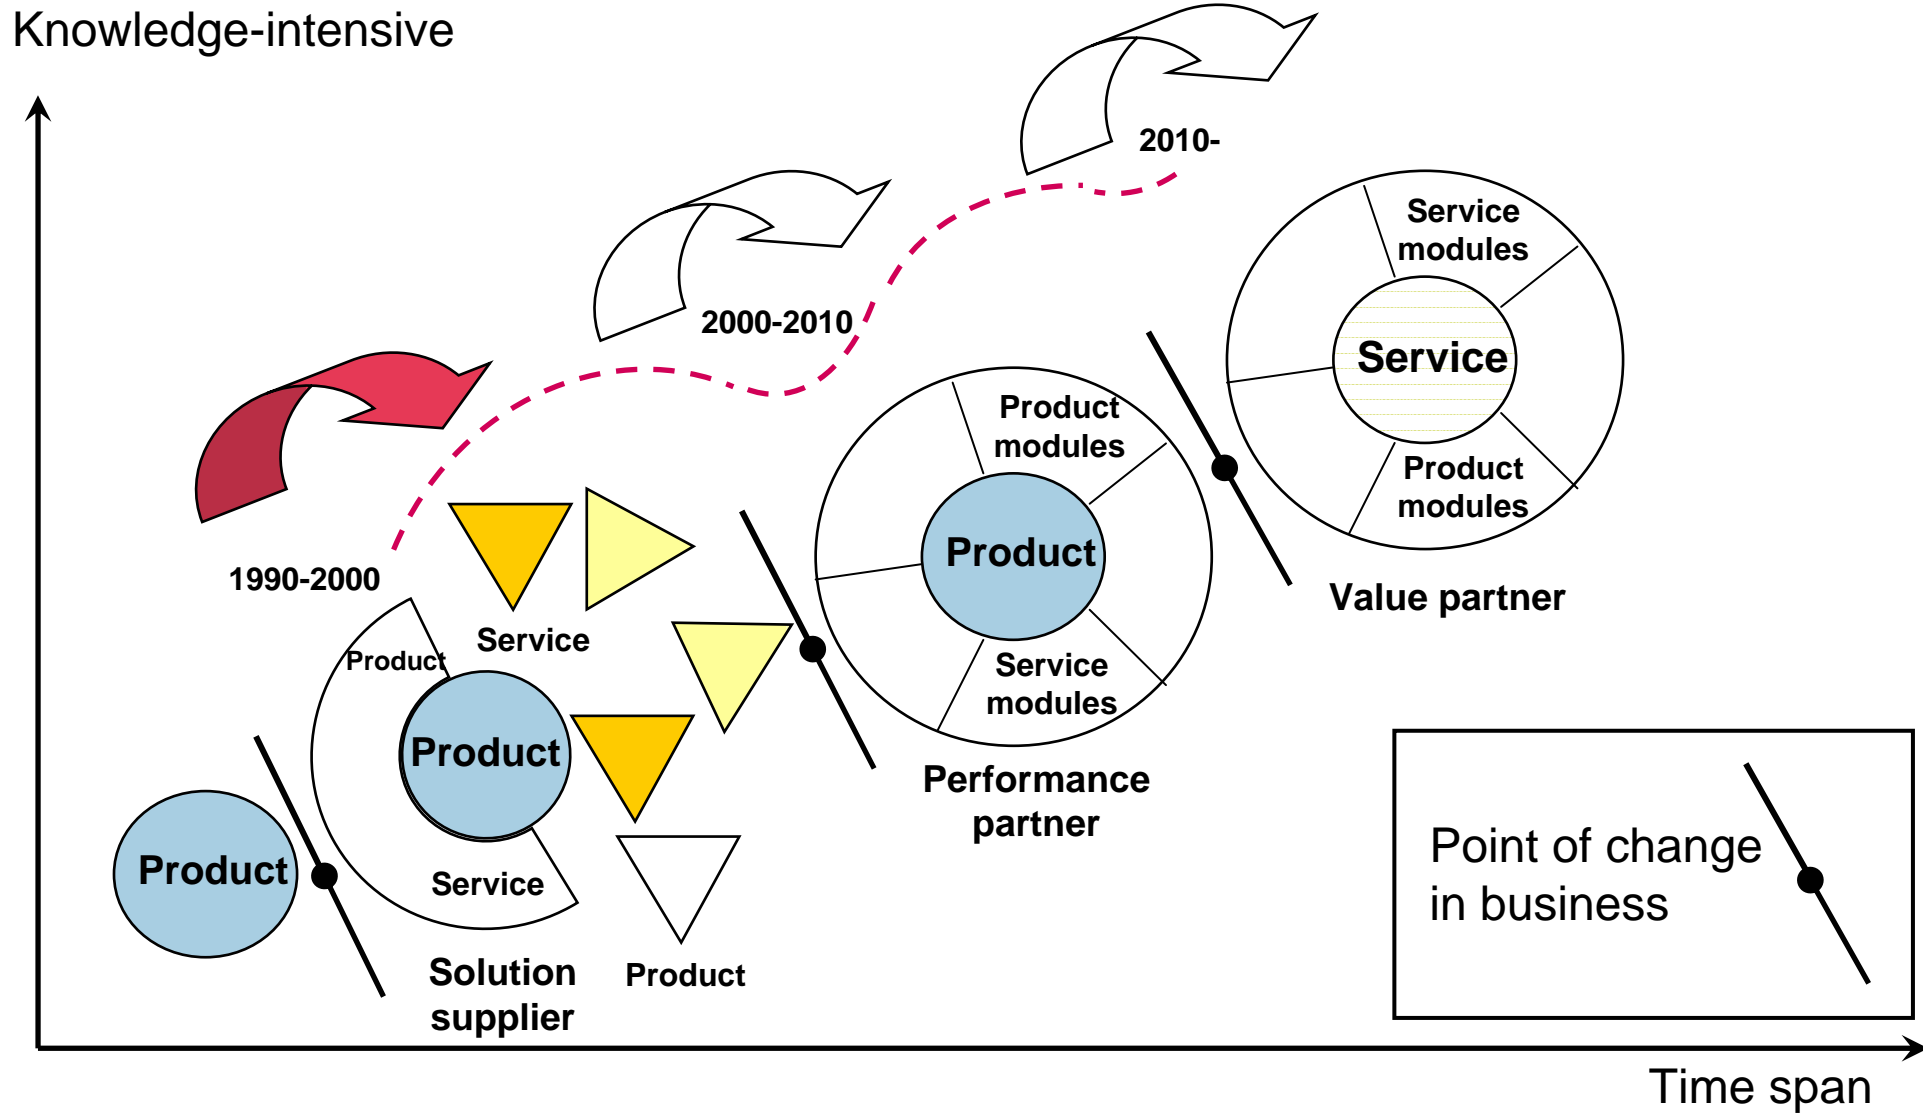 Knowledge-intensive
2010-
Service
modules
2000-2010
Service
Product
modules
Product
modules
1990-2000
Product
Value partner
Service
Product
Service
modules
Product
Performance
partner
Product
Service
Point of change
in business
Solution
supplier
Product
Time span